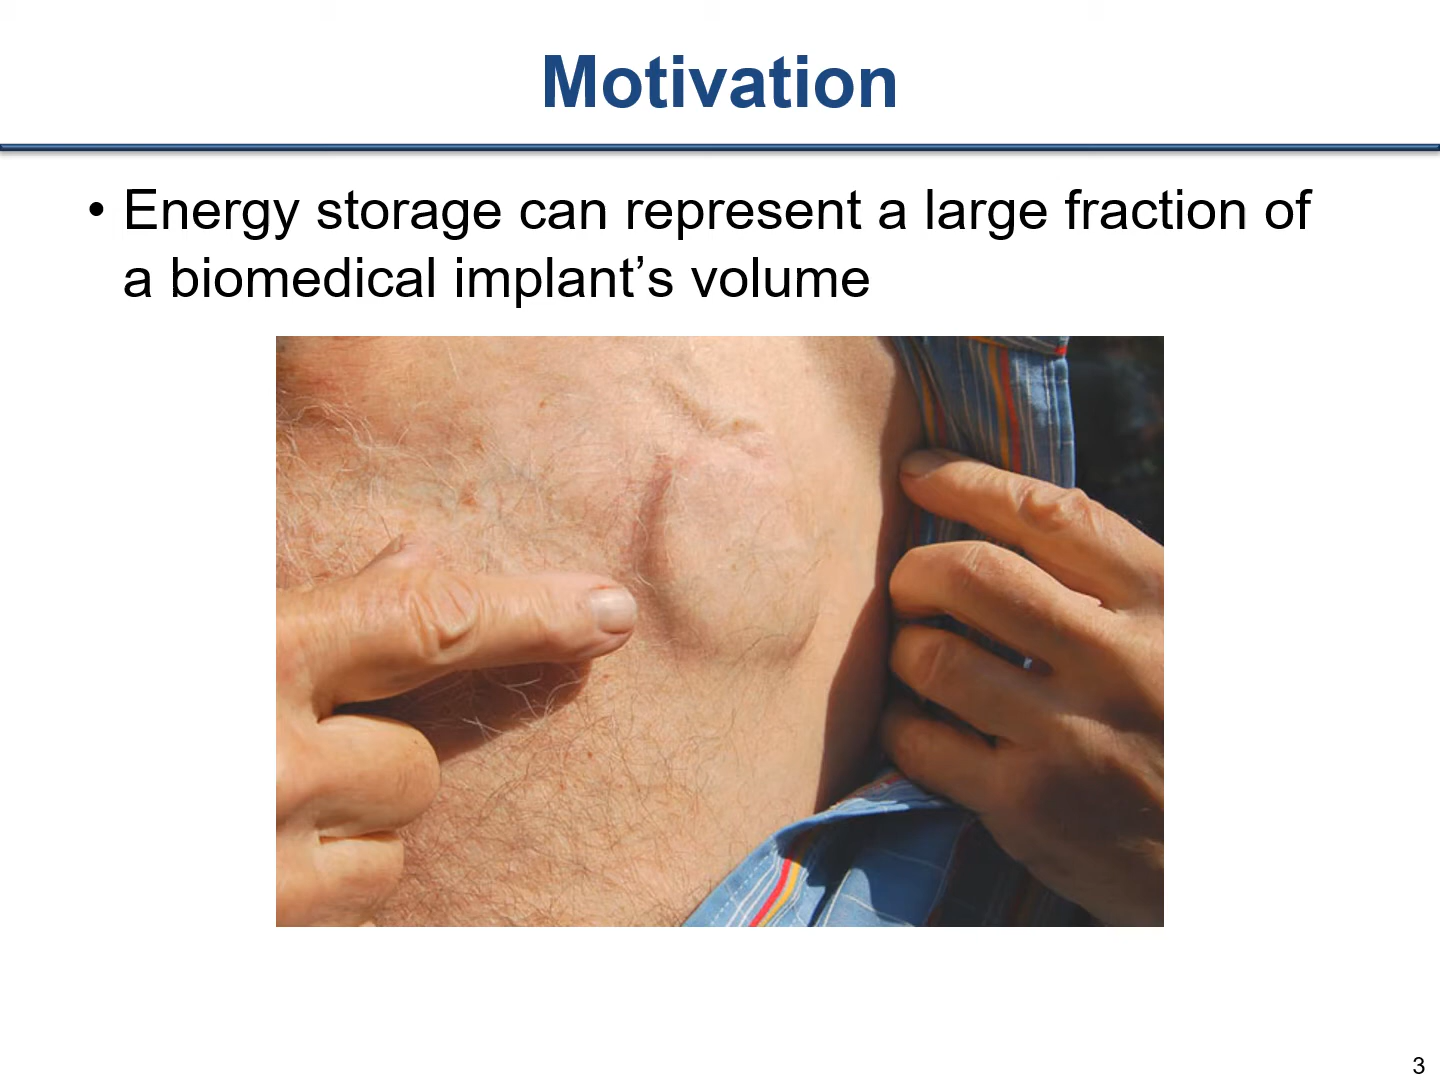 Motivation
• Energy storage can represent a large fraction of
a biomedical implant’s volume
3